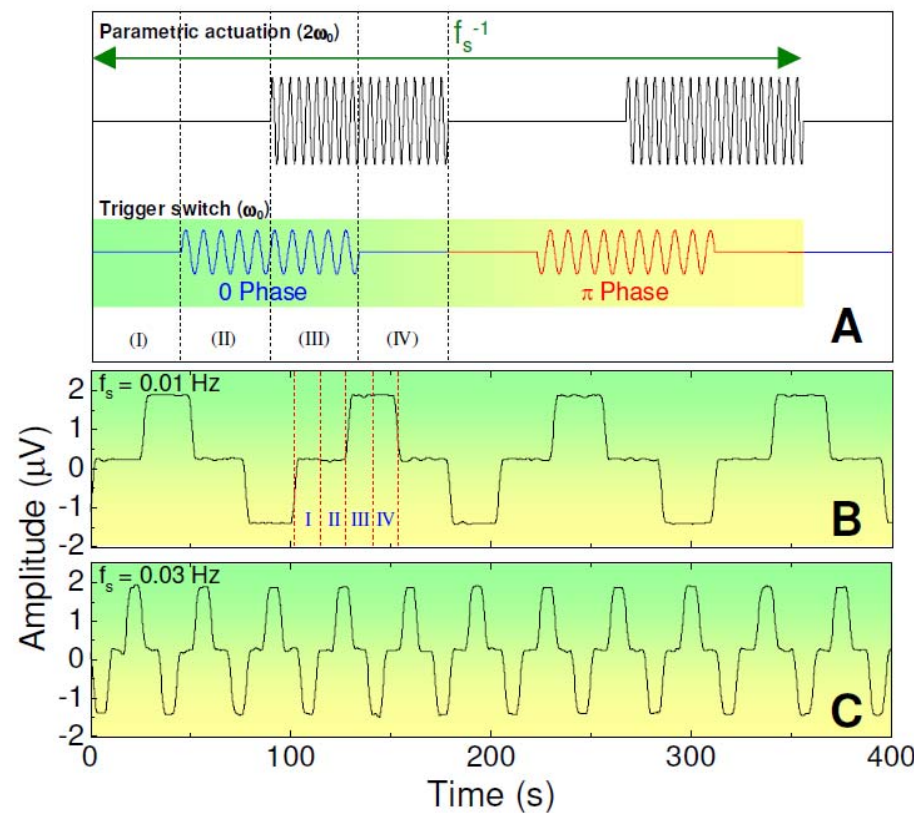 Parametric actuation (2ω₀)
fₛ⁻¹
Trigger switch (ω₀)
0 Phase
π Phase
(I) (II) (III) (IV)
A
fₛ = 0.01 Hz
2
1
0
-1
-2
I II III IV
B
fₛ = 0.03 Hz
2
1
0
-1
-2
C
Amplitude (μV)
0 100 200 300 400
Time (s)